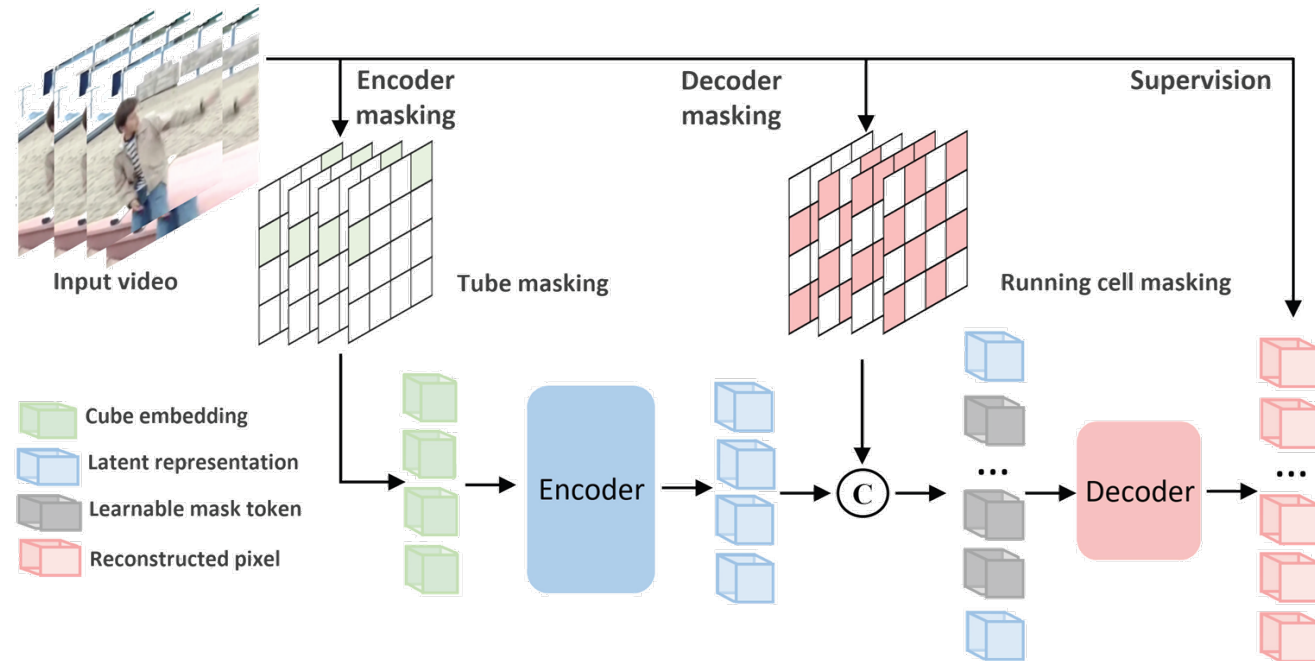 Encoder
masking
Decoder
masking
Supervision
Input video
Tube masking
Running cell masking
Cube embedding
Latent representation
Learnable mask token
Reconstructed pixel
Encoder
C
...
Decoder
...